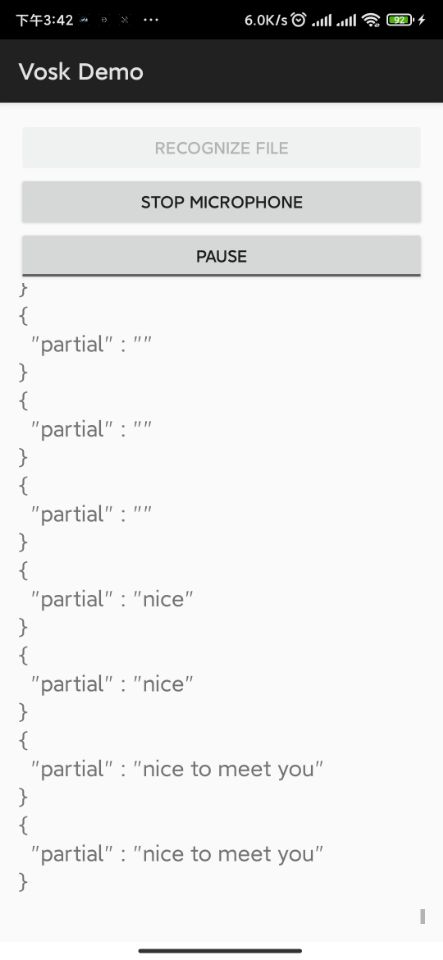 下午3:42 ... 6.0K/s 92
Vosk Demo
RECOGNIZE FILE
STOP MICROPHONE
PAUSE
}
{
"partial" : ""
}
{
"partial" : ""
}
{
"partial" : ""
}
{
"partial" : "nice"
}
{
"partial" : "nice"
}
{
"partial" : "nice to meet you"
}
{
"partial" : "nice to meet you"
}